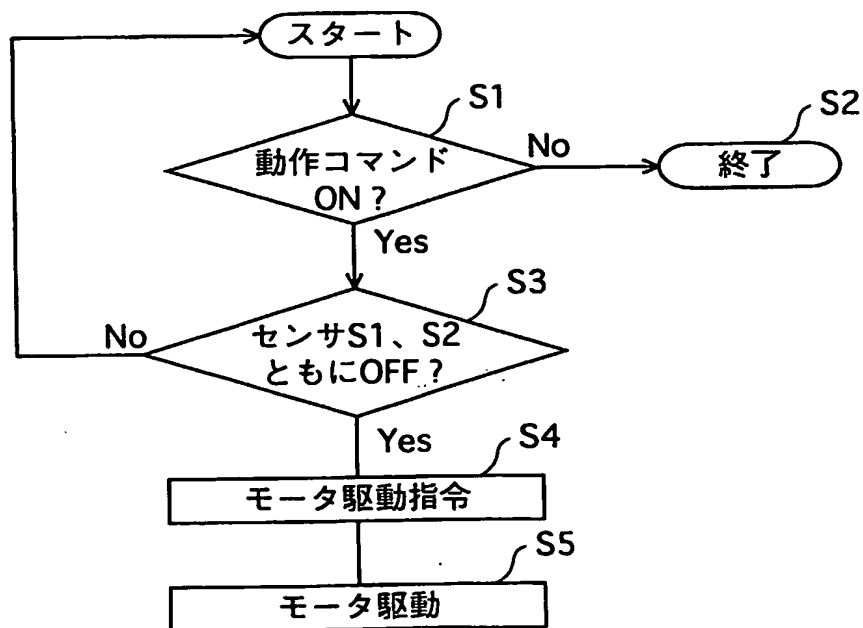 スタート
S1
動作コマンド
ON?
No
S2
終了
Yes
S3
センサS1、S2
ともにOFF?
No
Yes
S4
モータ駆動指令
S5
モータ駆動